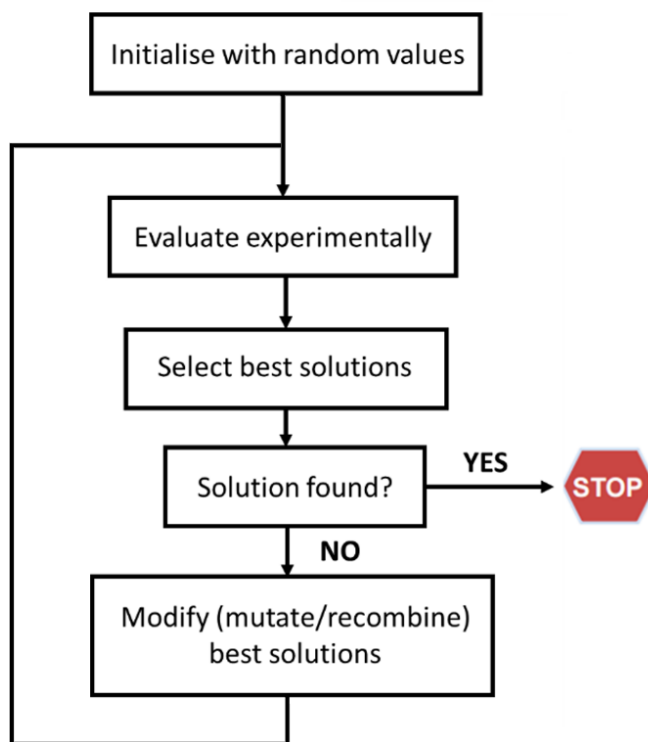 Initialise with random values
Evaluate experimentally
Select best solutions
Solution found?
YES
STOP
NO
Modify (mutate/recombine)
best solutions